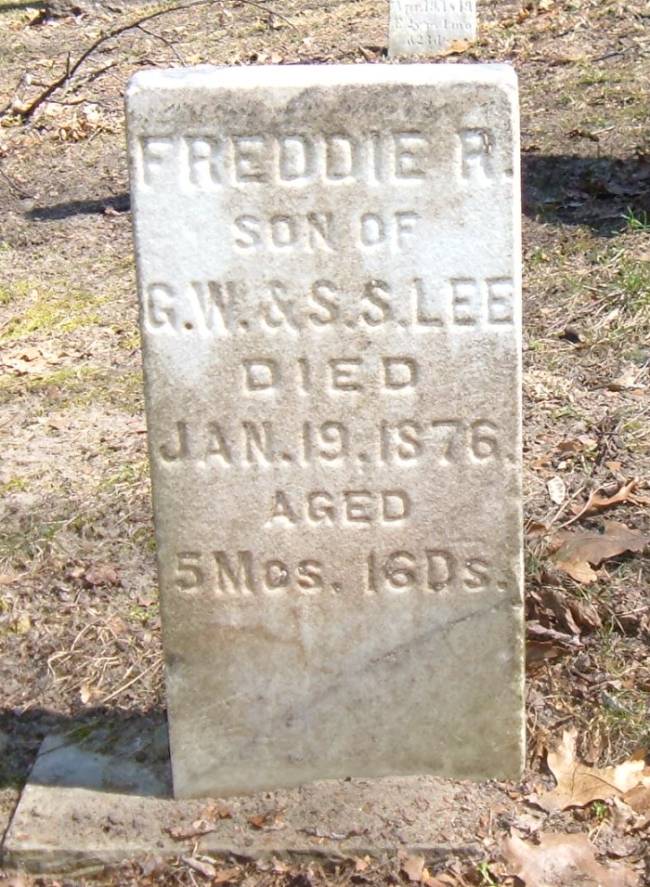 FREDDIE R.
SON OF
G.W. & S.S. LEE
DIED
JAN. 19, 1876.
AGED
5 Mos. 16 Ds.